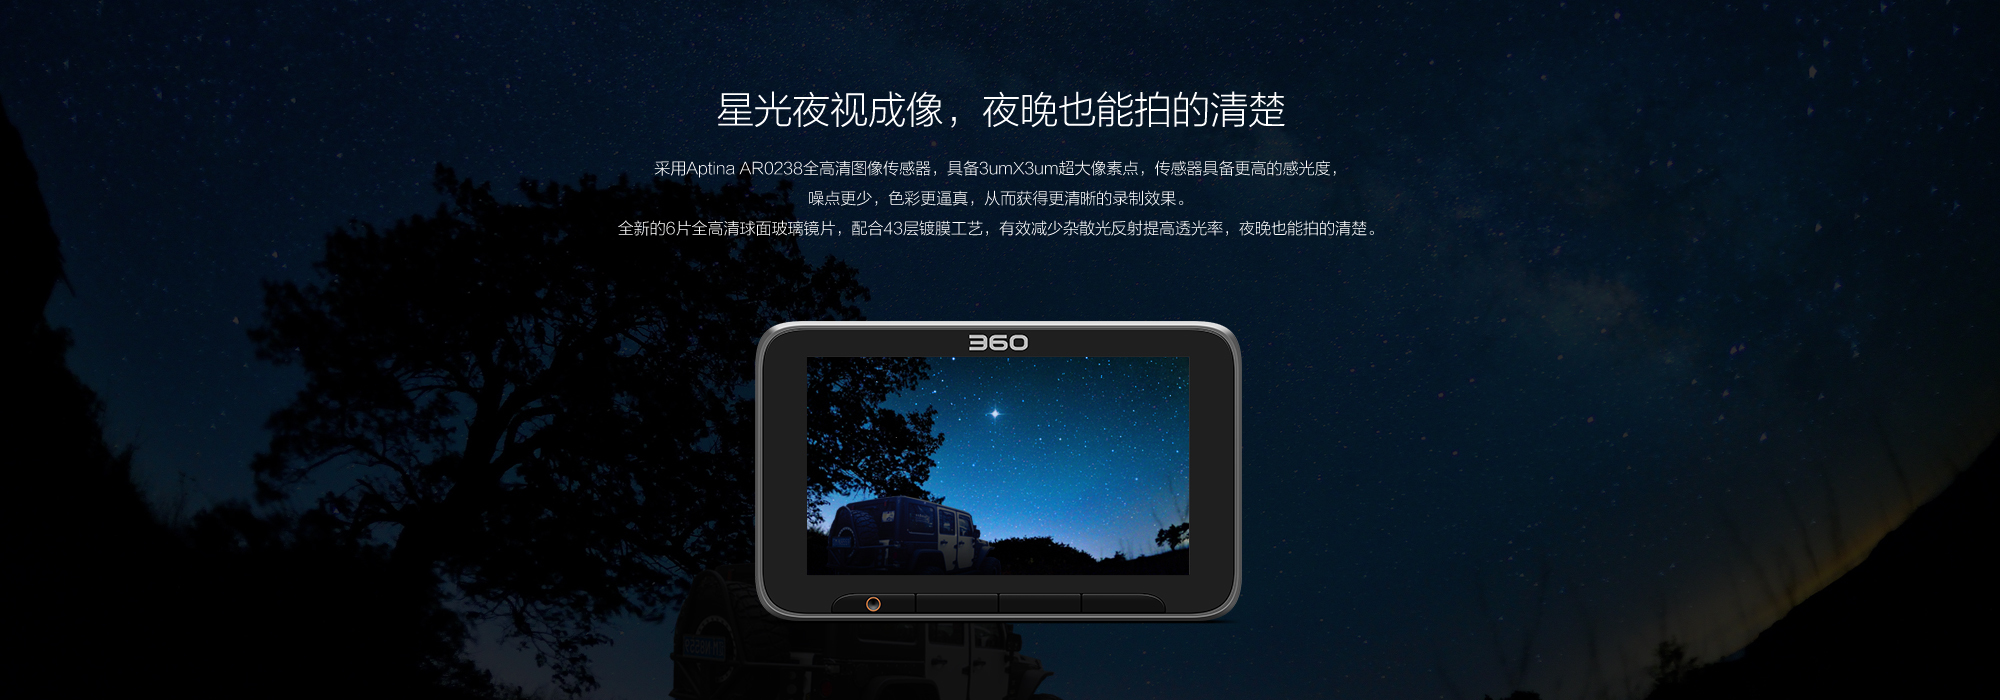 星光夜视成像，夜晚也能拍的清楚
采用Aptina AR0238全高清图像传感器，具备3umX3um超大像素点，传感器具备更高的感光度，
噪点更少，色彩更逼真，从而获得更清晰的录制效果。
全新的6片全高清球面玻璃镜片，配合43层镀膜工艺，有效减少杂散光反射提高透光率，夜晚也能拍的清楚。
360